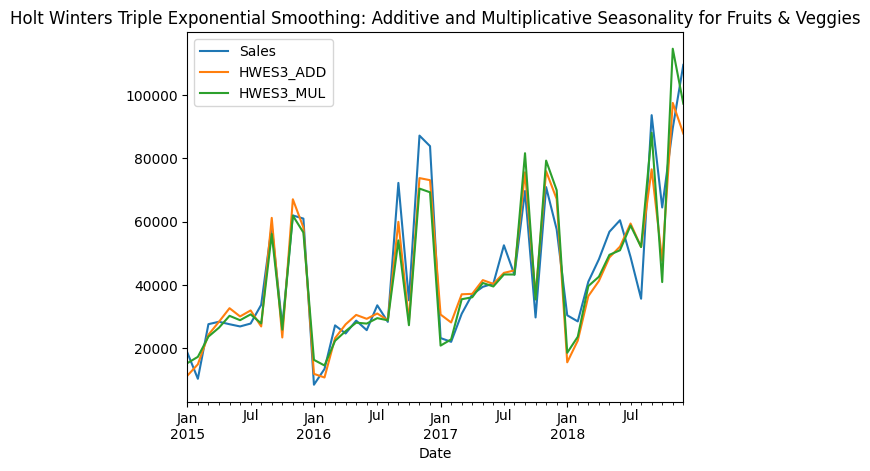 Holt Winters Triple Exponential Smoothing: Additive and Multiplicative Seasonality for Fruits & Veggies
Sales
HWES3_ADD
HWES3_MUL
100000
80000
60000
40000
20000
Jan Jul Jan Jul Jan Jul Jan Jul
2015 2016 2017 2018
Date